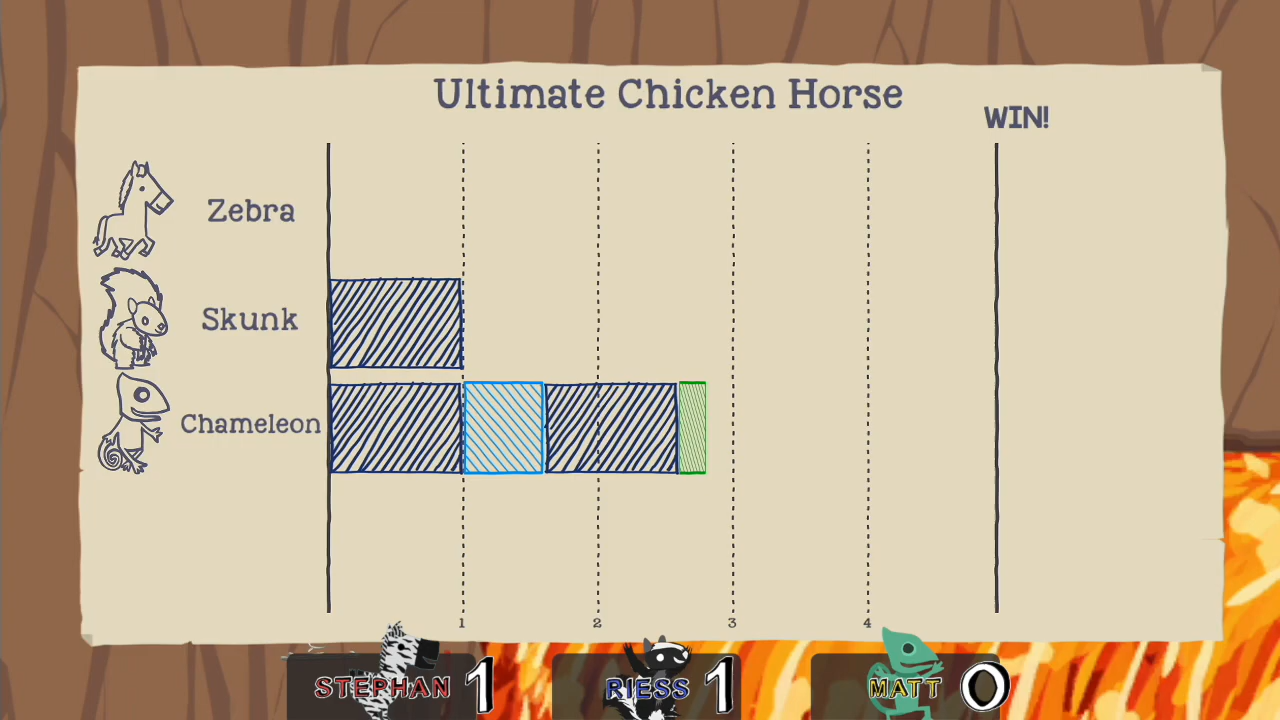 Ultimate Chicken Horse
WIN!
Zebra
Skunk
Chameleon
1 2 3 4
STEPHAN 1 RIESS 1 MATT 0